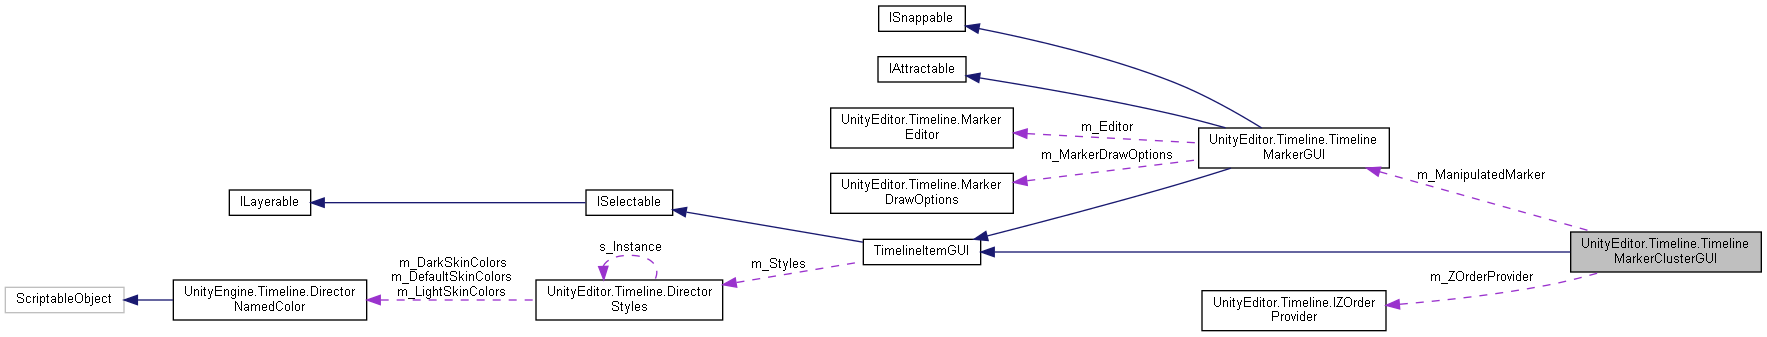 ISnappable
IAttractable
UnityEditor.Timeline.Marker
Editor
m_Editor
UnityEditor.Timeline.Timeline
MarkerGUI
m_MarkerDrawOptions
UnityEditor.Timeline.Marker
DrawOptions
m_ManipulatedMarker
ILayerable
ISelectable
TimelineItemGUI
UnityEditor.Timeline.Timeline
MarkerClusterGUI
s_Instance
m_Styles
m_DarkSkinColors
m_DefaultSkinColors
m_LightSkinColors
m_ZOrderProvider
ScriptableObject
UnityEngine.Timeline.Director
NamedColor
UnityEditor.Timeline.Director
Styles
UnityEditor.Timeline.IZOrder
Provider